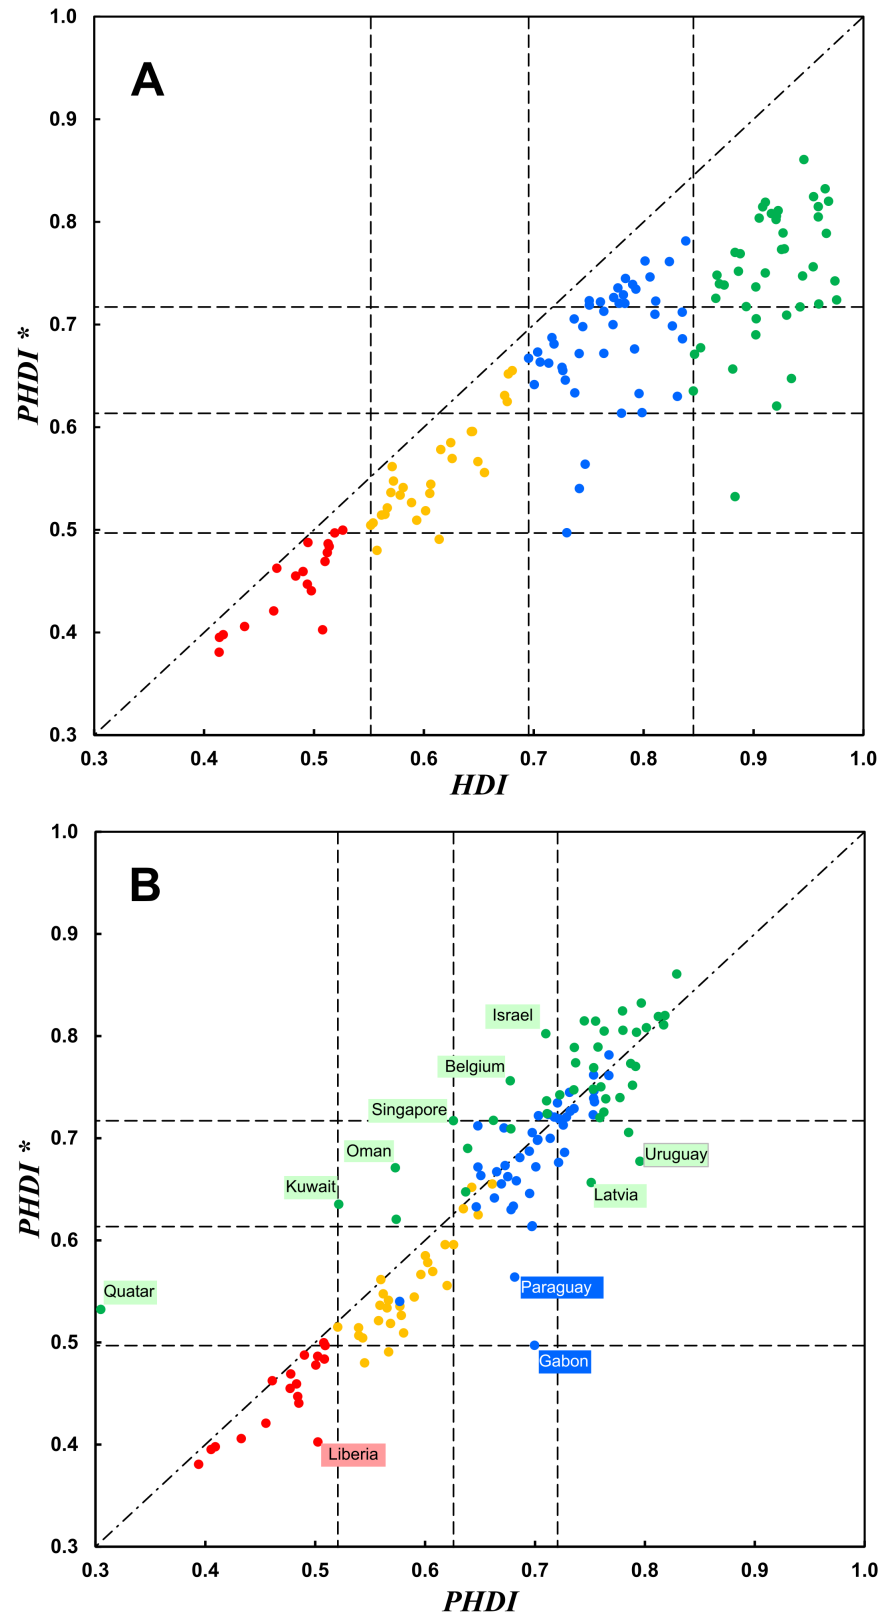 1.0
A
0.9
0.8
0.7
PHDI *
0.6
0.5
0.4
0.3
0.3 0.4 0.5 0.6 0.7 0.8 0.9 1.0
HDI
1.0
B
0.9
Israel
0.8
Belgium
Singapore
0.7
Oman
Uruguay
PHDI *
Kuwait
Latvia
0.6
Quatar
Paraguay
0.5
Gabon
0.4
Liberia
0.3
0.3 0.4 0.5 0.6 0.7 0.8 0.9 1.0
PHDI